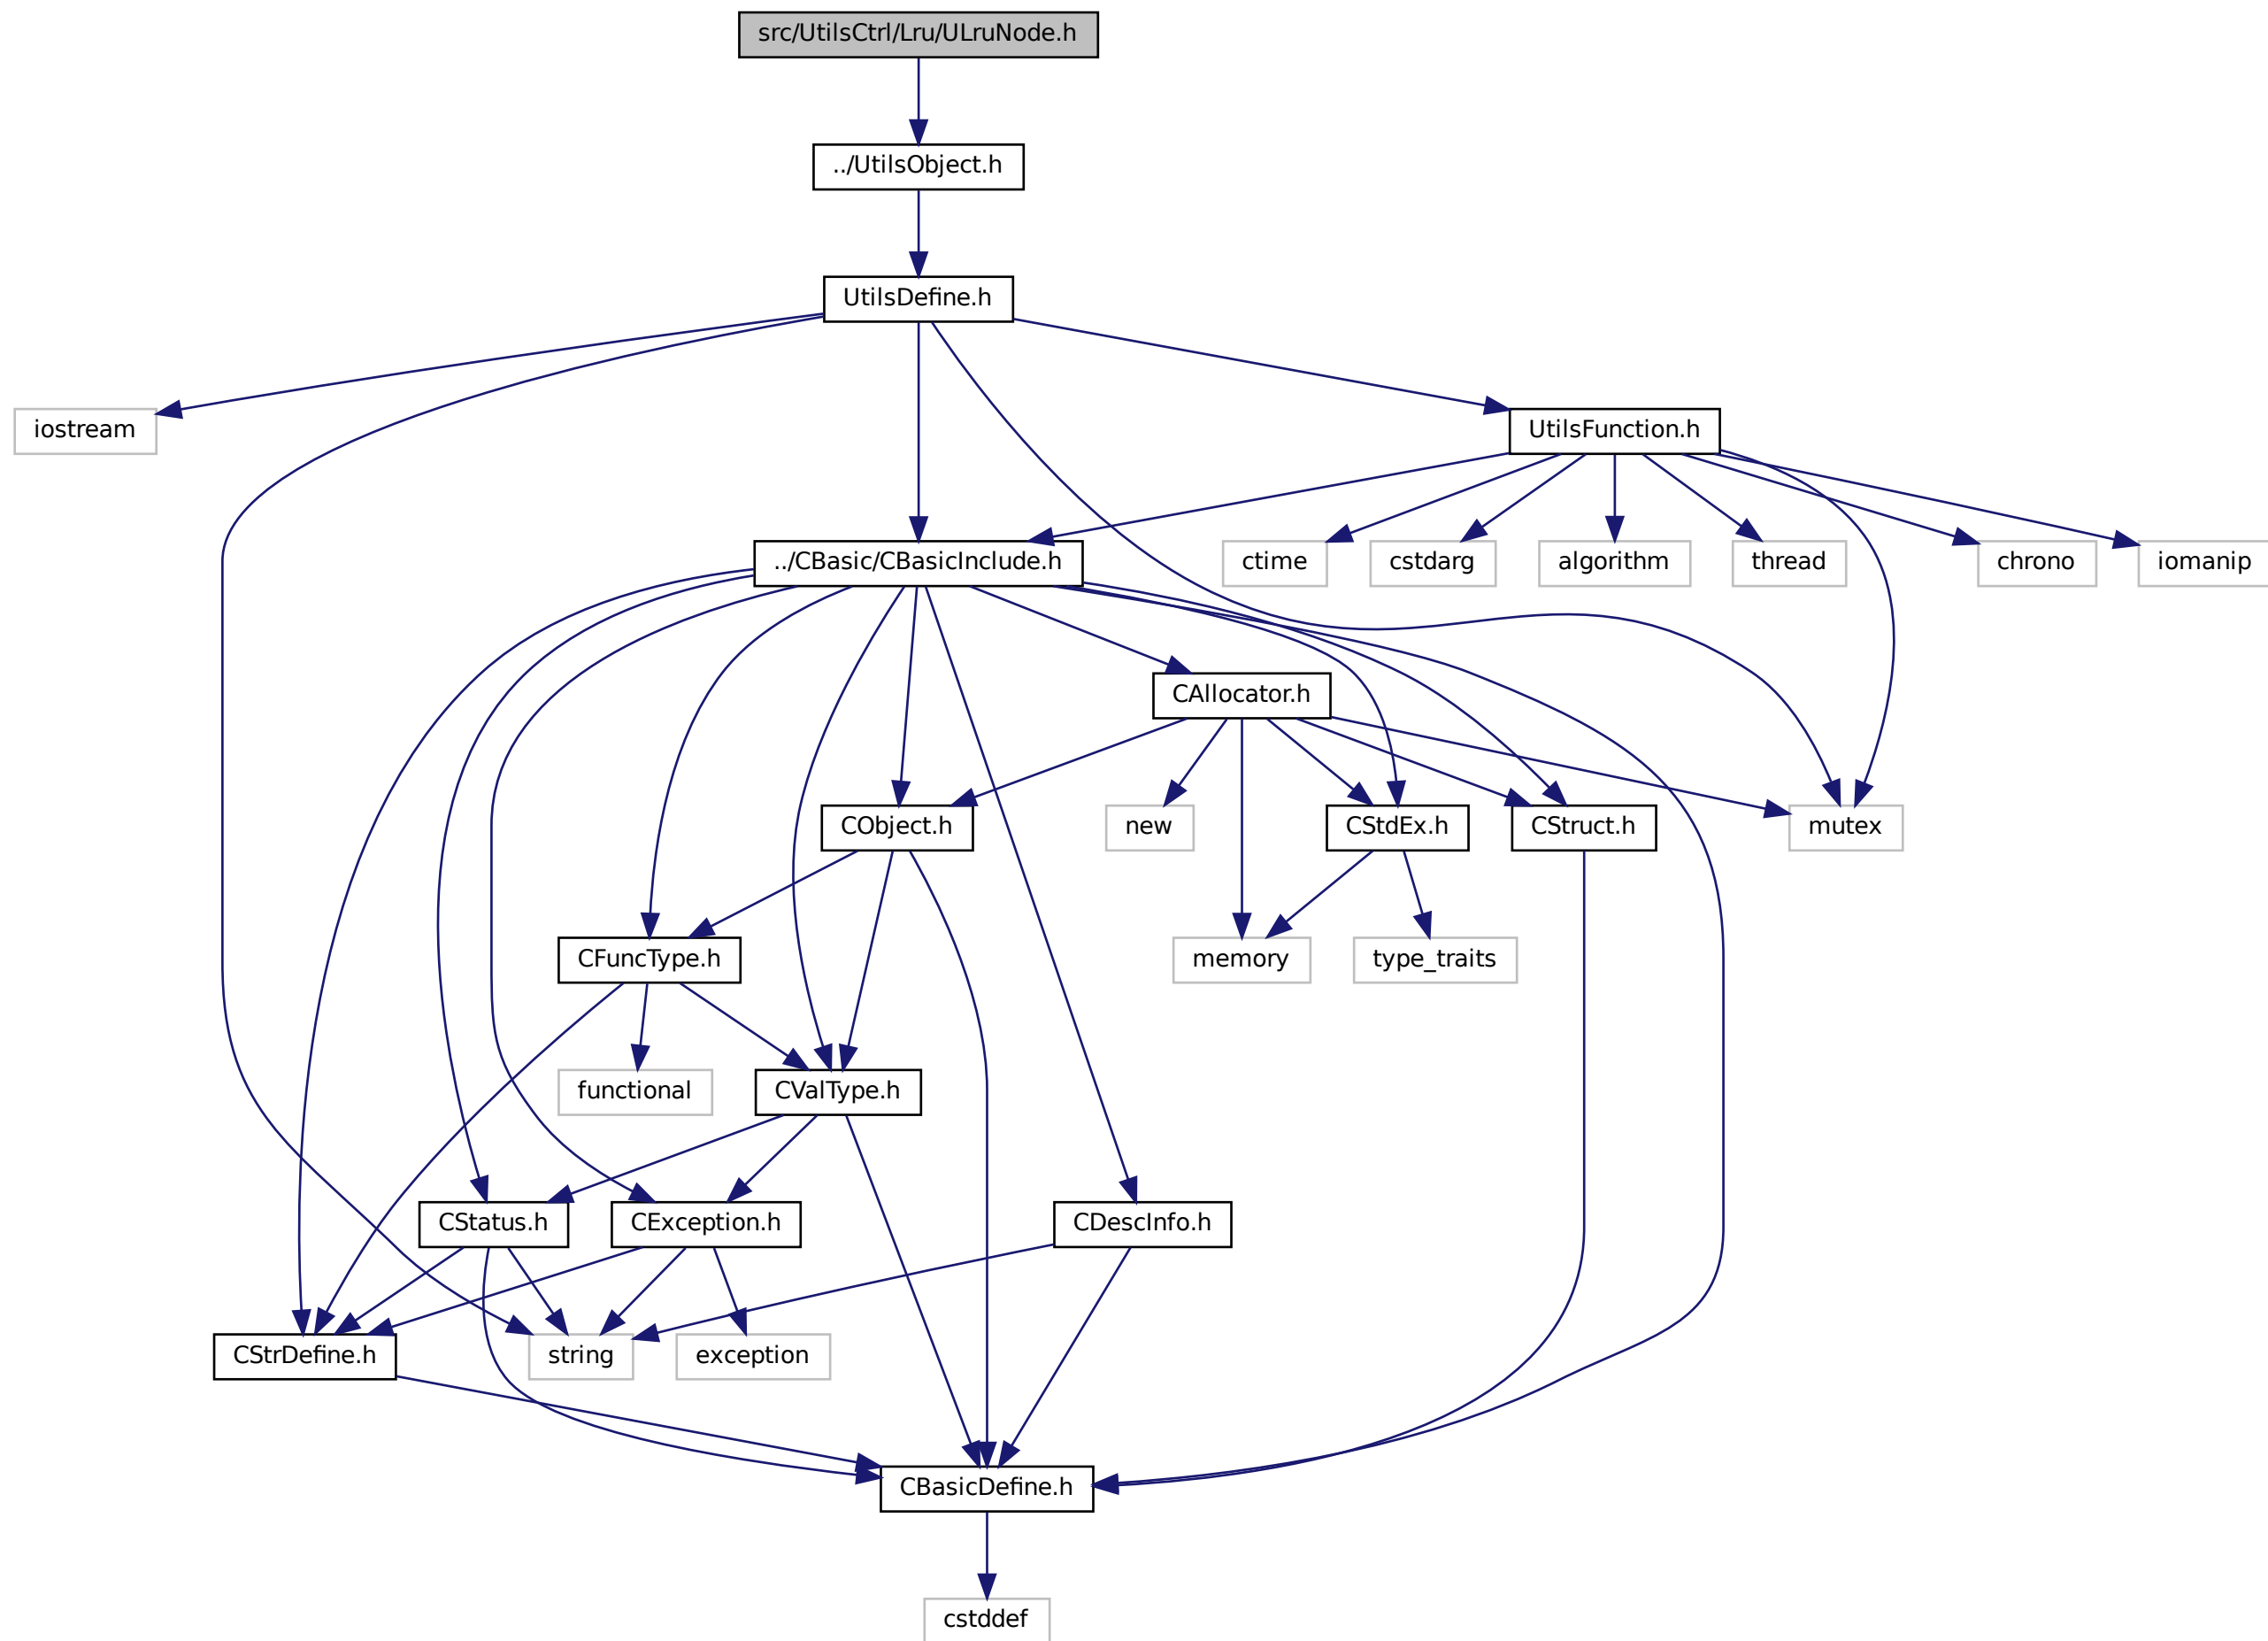 src/UtilsCtrl/Lru/ULruNode.h
../UtilsObject.h
UtilsDefine.h
iostream
UtilsFunction.h
../CBasic/CBasicInclude.h
ctime
cstdarg
algorithm
thread
chrono
iomanip
CAllocator.h
CObject.h
new
CStdEx.h
CStruct.h
mutex
CFuncType.h
memory
type_traits
functional
CValType.h
CStatus.h
CException.h
CDescInfo.h
CStrDefine.h
string
exception
CBasicDefine.h
cstddef